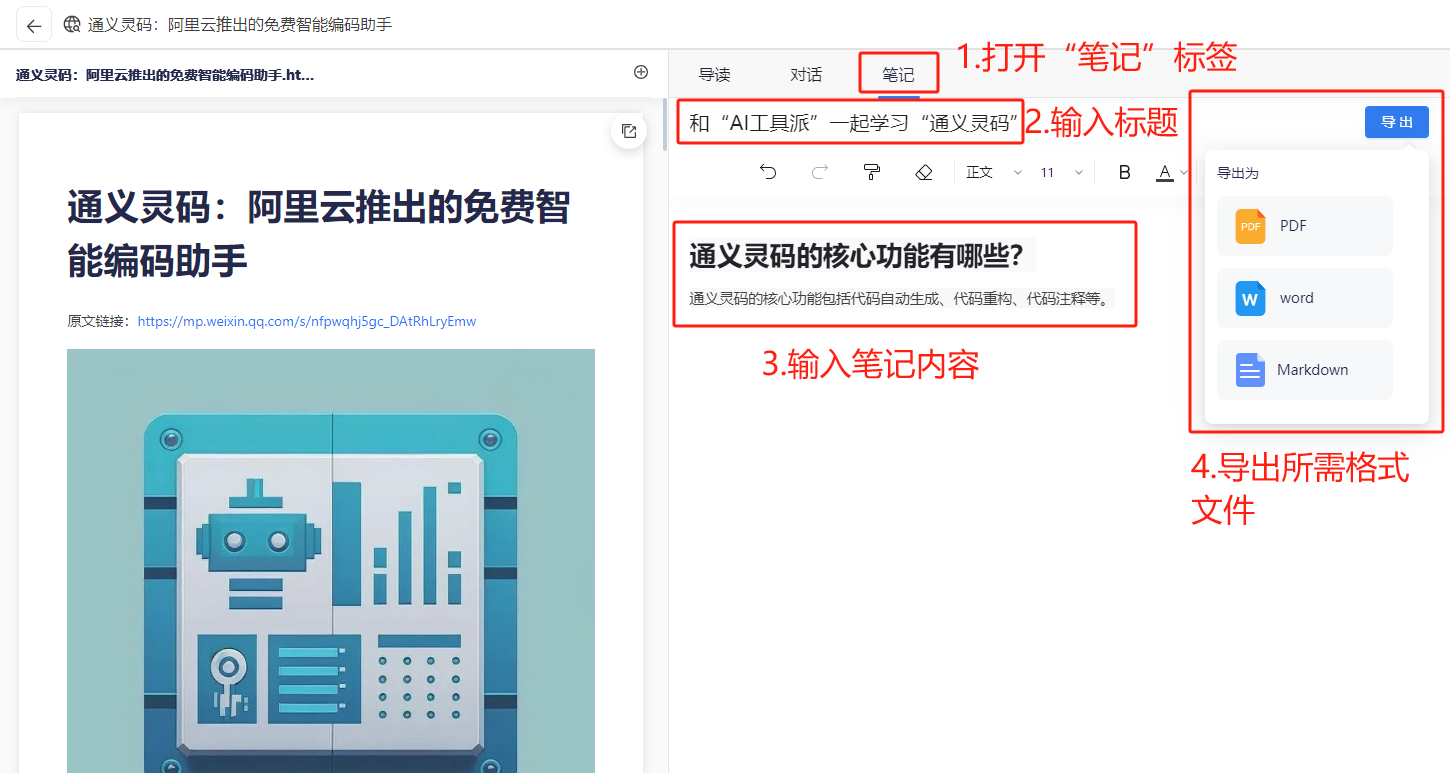 通义灵码：阿里云推出的免费智能编码助手
通义灵码：阿里云推出的免费智能编码助手.ht...
通义灵码：阿里云推出的免费智
能编码助手
原文链接：https://mp.weixin.qq.com/s/nfpwqhj5gc_DAtRhLryEmw
导读 对话 笔记
1.打开“笔记”标签
和“AI工具派”一起学习“通义灵码”
2.输入标题
导 出
正文 11 B A
导出为
PDF PDF
W word
Markdown
通义灵码的核心功能有哪些？
通义灵码的核心功能包括代码自动生成、代码重构、代码注释等。
3.输入笔记内容
4.导出所需格式
文件